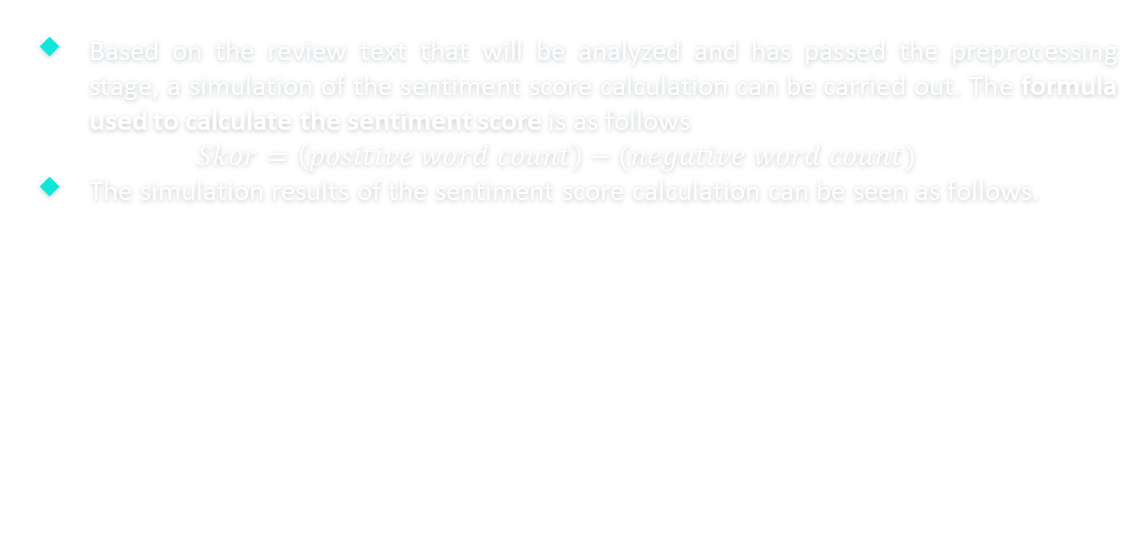 Based on the review text that will be analyzed and has passed the preprocessing
stage, a simulation of the sentiment score calculation can be carried out. The formula
used to calculate the sentiment score is as follows
Skor = (positive word count) − (negative word count)
The simulation results of the sentiment score calculation can be seen as follows.